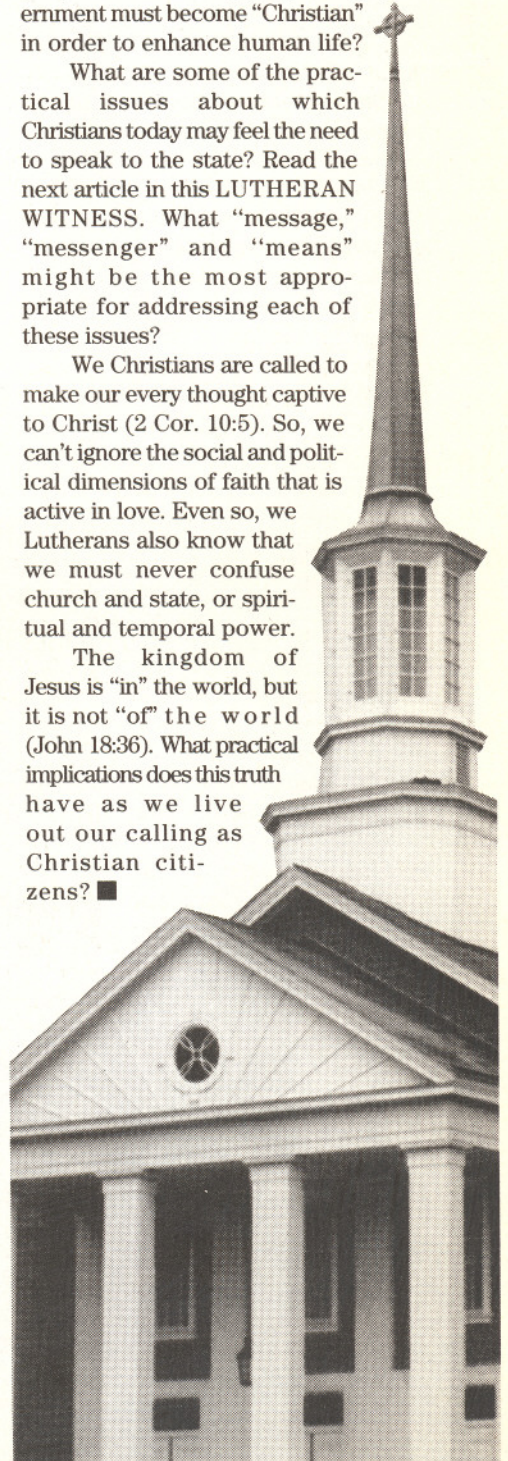 ernment must become “Christian”
in order to enhance human life?
What are some of the prac-
tical issues about which
Christians today may feel the need
to speak to the state? Read the
next article in this LUTHERAN
WITNESS. What “message,”
“messenger” and “means”
might be the most appro-
priate for addressing each of
these issues?
We Christians are called to
make our every thought captive
to Christ (2 Cor. 10:5). So, we
can’t ignore the social and polit-
ical dimensions of faith that is
active in love. Even so, we
Lutherans also know that
we must never confuse
church and state, or spiri-
tual and temporal power.
The kingdom of
Jesus is “in” the world, but
it is not “of” the world
(John 18:36). What practical
implications does this truth
have as we live
out our calling as
Christian citi-
zens? ■